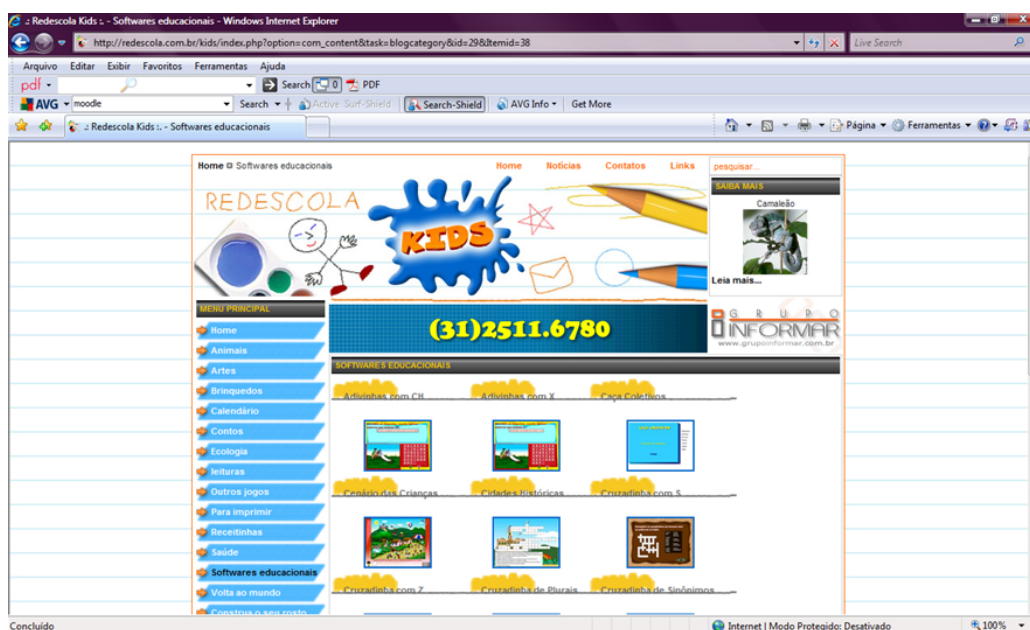 .: Redescola Kids :. - Softwares educacionais - Windows Internet Explorer
http://redescola.com.br/kids/index.php?option=com_content&task=blogcategory&id=29&Itemid=38
Live Search
Arquivo Editar Exibir Favoritos Ferramentas Ajuda
pdf Search 0 PDF
AVG moodle Search Active Surf-Shield Search-Shield AVG Info Get More
.: Redescola Kids :. - Softwares educacionais
Página Ferramentas
Home Softwares educacionais
Home Notícias Contatos Links
pesquisar...
SAIBA MAIS
Camaleão
Leia mais...
REDESCOLA
KIDS
Me
GRUPO
INFORMAR
www.grupoinformar.com.br
(31)2511.6780
MENU PRINCIPAL
Home
Animais
Artes
Brinquedos
Calendário
Contos
Ecologia
leituras
Outros jogos
Para imprimir
Receitinhas
Saúde
Softwares educacionais
Volta ao mundo
Construa o seu rosto
SOFTWARES EDUCACIONAIS
Adivinhas com CH Adivinhas com X Caça Coletivos
Cenário das Crianças Cidades Históricas Cruzadinha com S
Cruzadinha com Z Cruzadinha de Plurais Cruzadinha de Sinônimos
Concluído
Internet | Modo Protegido: Desativado
100%